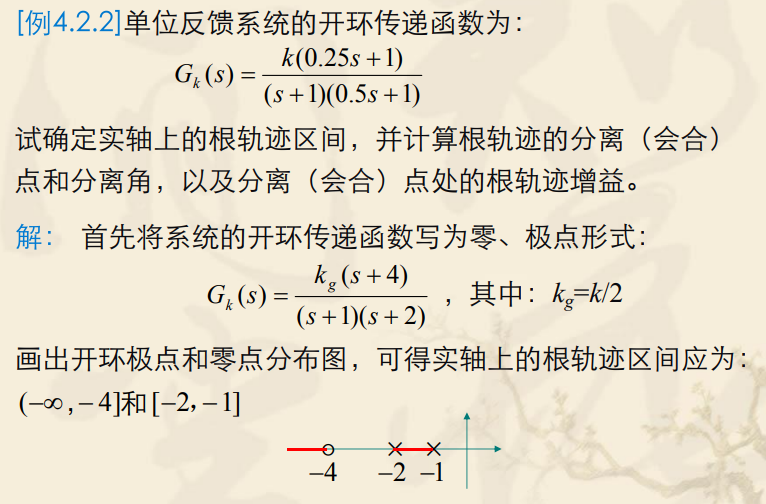 [例4.2.2]单位反馈系统的开环传递函数为：
G_k(s) = k(0.25s+1) / (s+1)(0.5s+1)
试确定实轴上的根轨迹区间，并计算根轨迹的分离（会合）
点和分离角，以及分离（会合）点处的根轨迹增益。
解： 首先将系统的开环传递函数写为零、极点形式：
G_k(s) = k_g(s+4) / (s+1)(s+2) ，其中：k_g=k/2
画出开环极点和零点分布图，可得实轴上的根轨迹区间应为：
(−∞,−4]和[−2，−1]
−4 −2 −1